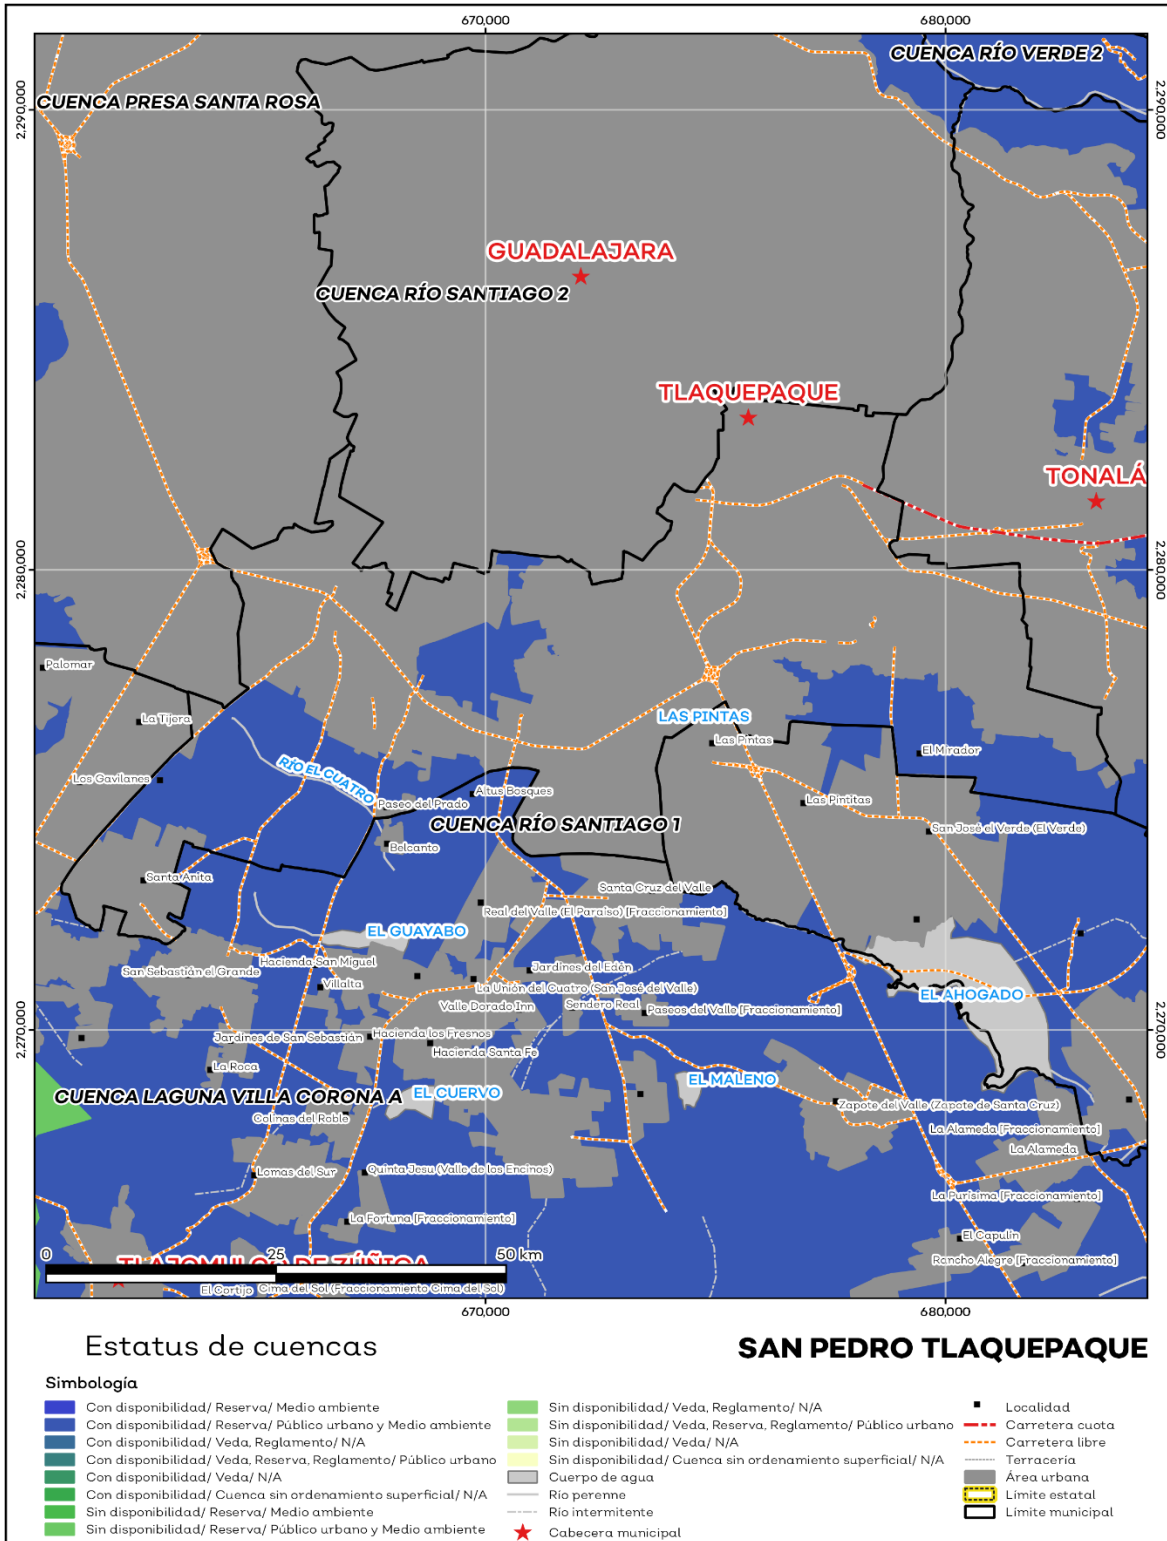 670,000
680,000
CUENCA RÍO VERDE 2
CUENCA PRESA SANTA ROSA
2,290,000
2,290,000
GUADALAJARA
CUENCA RÍO SANTIAGO 2
TLAQUEPAQUE
TONALÁ
2,280,000
2,280,000
Palomar
La Tijera
LAS PINTAS
Las Pintas
El Mirador
Los Gavilanes
RÍO EL CUATRO
Paseo del Prado
Altus Bosques
Las Pintitas
CUENCA RÍO SANTIAGO 1
San José el Verde (El Verde)
Belcanto
Santa Anita
Santa Cruz del Valle
Real del Valle (El Paraíso) [Fraccionamiento]
EL GUAYABO
Hacienda San Miguel
San Sebastián el Grande
Jardines del Edén
Villalta
La Unión del Cuatro (San José del Valle)
EL AHOGADO
Valle Dorado Inn
Sendero Real
Paseos del Valle [Fraccionamiento]
2,270,000
2,270,000
Jardines de San Sebastián
Hacienda los Fresnos
Hacienda Santa Fe
La Roca
EL MALENO
CUENCA LAGUNA VILLA CORONA A
EL CUERVO
Zapote del Valle (Zapote de Santa Cruz)
Colinas del Roble
La Alameda [Fraccionamiento]
La Alameda
Lomas del Sur
Quinta Jesu (Valle de los Encinos)
La Purísima [Fraccionamiento]
La Fortuna [Fraccionamiento]
El Capulín
0
25
50 km
Rancho Alegre [Fraccionamiento]
TLAJOMULCO DE ZÚÑIGA
El Cortijo
Cima del Sol (Fraccionamiento Cima del Sol)
670,000
680,000
Estatus de cuencas
SAN PEDRO TLAQUEPAQUE
Simbología
Con disponibilidad/ Reserva/ Medio ambiente
Con disponibilidad/ Reserva/ Público urbano y Medio ambiente
Con disponibilidad/ Veda, Reglamento/ N/A
Con disponibilidad/ Veda, Reserva, Reglamento/ Público urbano
Con disponibilidad/ Veda/ N/A
Con disponibilidad/ Cuenca sin ordenamiento superficial/ N/A
Sin disponibilidad/ Reserva/ Medio ambiente
Sin disponibilidad/ Reserva/ Público urbano y Medio ambiente
Sin disponibilidad/ Veda, Reglamento/ N/A
Sin disponibilidad/ Veda, Reserva, Reglamento/ Público urbano
Sin disponibilidad/ Veda/ N/A
Sin disponibilidad/ Cuenca sin ordenamiento superficial/ N/A
Cuerpo de agua
Río perenne
Río intermitente
Cabecera municipal
Localidad
Carretera cuota
Carretera libre
Terracería
Área urbana
Límite estatal
Límite municipal